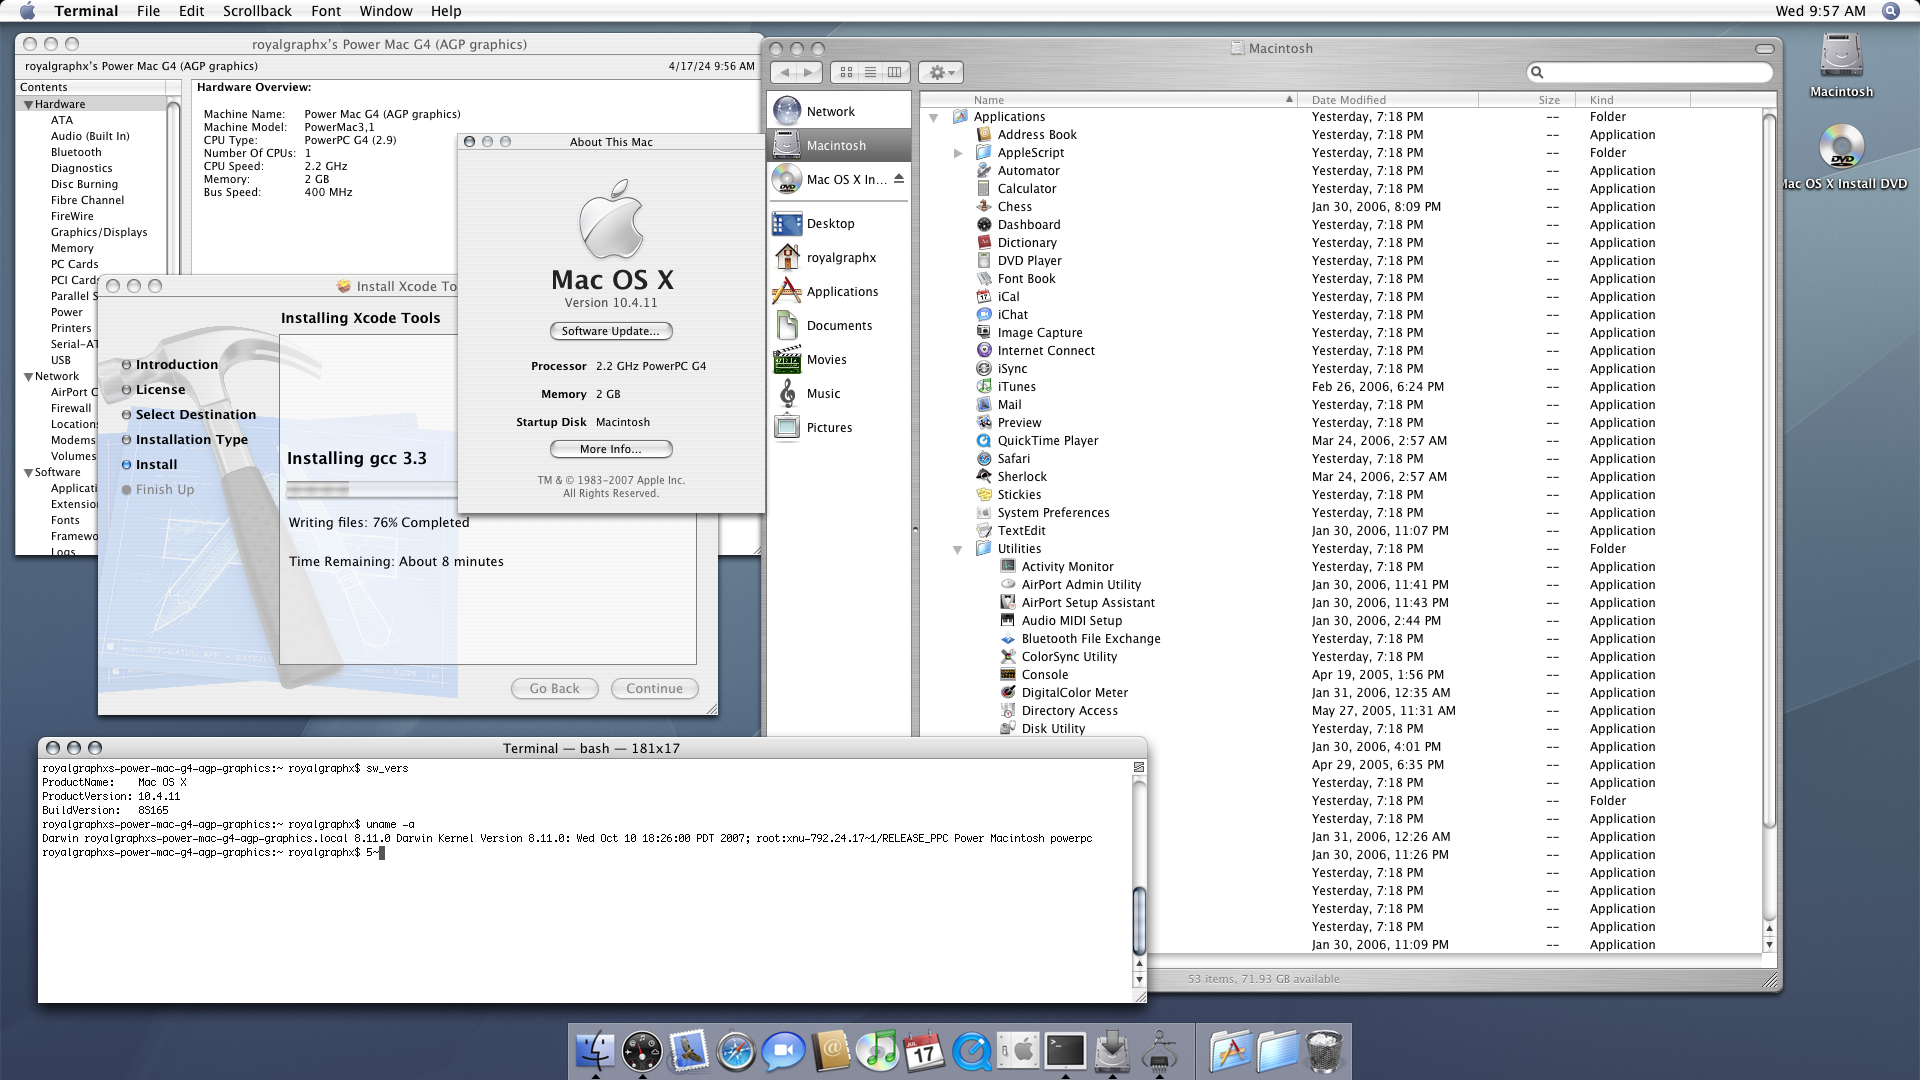 Terminal File Edit Scrollback Font Window Help
Wed 9:57 AM
royalgraphx's Power Mac G4 (AGP graphics)
royalgraphx's Power Mac G4 (AGP graphics) 4/17/24 9:56 AM
Contents
Hardware
ATA
Audio (Built In)
Bluetooth
Diagnostics
Disc Burning
Fibre Channel
FireWire
Graphics/Displays
Memory
PC Cards
PCI Cards
Parallel S
Power
Printers
Serial-AT
USB
Network
AirPort C
Firewall
Locations
Modems
Volumes
Software
Applicati
Extension
Fonts
Framewo
Logs
Hardware Overview:
Machine Name: Power Mac G4 (AGP graphics)
Machine Model: PowerMac3,1
CPU Type: PowerPC G4 (2.9)
Number Of CPUs: 1
CPU Speed: 2.2 GHz
Memory: 2 GB
Bus Speed: 400 MHz
Install Xcode To
Installing Xcode Tools
Introduction
License
Select Destination
Installation Type
Install
Finish Up
Installing gcc 3.3
Writing files: 76% Completed
Time Remaining: About 8 minutes
Go Back
Continue
About This Mac
Mac OS X
Version 10.4.11
Software Update...
Processor 2.2 GHz PowerPC G4
Memory 2 GB
Startup Disk Macintosh
More Info...
TM & © 1983-2007 Apple Inc.
All Rights Reserved.
Macintosh
Network
Macintosh
Mac OS X In...
Desktop
royalgraphx
Applications
Documents
Movies
Music
Pictures
Name Date Modified Size Kind
Applications Yesterday, 7:18 PM -- Folder
Address Book Yesterday, 7:18 PM -- Application
AppleScript Yesterday, 7:18 PM -- Folder
Automator Yesterday, 7:18 PM -- Application
Calculator Yesterday, 7:18 PM -- Application
Chess Jan 30, 2006, 8:09 PM -- Application
Dashboard Yesterday, 7:18 PM -- Application
Dictionary Yesterday, 7:18 PM -- Application
DVD Player Yesterday, 7:18 PM -- Application
Font Book Yesterday, 7:18 PM -- Application
iCal Yesterday, 7:18 PM -- Application
iChat Yesterday, 7:18 PM -- Application
Image Capture Yesterday, 7:18 PM -- Application
Internet Connect Yesterday, 7:18 PM -- Application
iSync Yesterday, 7:18 PM -- Application
iTunes Feb 26, 2006, 6:24 PM -- Application
Mail Yesterday, 7:18 PM -- Application
Preview Yesterday, 7:18 PM -- Application
QuickTime Player Mar 24, 2006, 2:57 AM -- Application
Safari Yesterday, 7:18 PM -- Application
Sherlock Mar 24, 2006, 2:57 AM -- Application
Stickies Yesterday, 7:18 PM -- Application
System Preferences Yesterday, 7:18 PM -- Application
TextEdit Jan 30, 2006, 11:07 PM -- Application
Utilities Yesterday, 7:18 PM -- Folder
Activity Monitor Yesterday, 7:18 PM -- Application
AirPort Admin Utility Jan 30, 2006, 11:41 PM -- Application
AirPort Setup Assistant Jan 30, 2006, 11:43 PM -- Application
Audio MIDI Setup Jan 30, 2006, 2:44 PM -- Application
Bluetooth File Exchange Yesterday, 7:18 PM -- Application
ColorSync Utility Yesterday, 7:18 PM -- Application
Console Apr 19, 2005, 1:56 PM -- Application
DigitalColor Meter Jan 31, 2006, 12:35 AM -- Application
Directory Access May 27, 2005, 11:31 AM -- Application
Disk Utility Yesterday, 7:18 PM -- Application
Jan 30, 2006, 4:01 PM -- Application
Apr 29, 2005, 6:35 PM -- Application
Yesterday, 7:18 PM -- Application
Yesterday, 7:18 PM -- Folder
Yesterday, 7:18 PM -- Application
Jan 31, 2006, 12:26 AM -- Application
Jan 30, 2006, 11:26 PM -- Application
Yesterday, 7:18 PM -- Application
Yesterday, 7:18 PM -- Application
Yesterday, 7:18 PM -- Application
Yesterday, 7:18 PM -- Application
Jan 30, 2006, 11:09 PM -- Application
53 items, 71.93 GB available
Macintosh
DVD
Mac OS X Install DVD
Terminal — bash — 181x17
royalgraphxs-power-mac-g4-agp-graphics:~ royalgraphx$ sw_vers
ProductName: Mac OS X
ProductVersion: 10.4.11
BuildVersion: 8S165
royalgraphxs-power-mac-g4-agp-graphics:~ royalgraphx$ uname -a
Darwin royalgraphxs-power-mac-g4-agp-graphics.local 8.11.0 Darwin Kernel Version 8.11.0: Wed Oct 10 18:26:00 PDT 2007; root:xnu-792.24.17~1/RELEASE_PPC Power Macintosh powerpc
royalgraphxs-power-mac-g4-agp-graphics:~ royalgraphx$ 5~
JUL
17